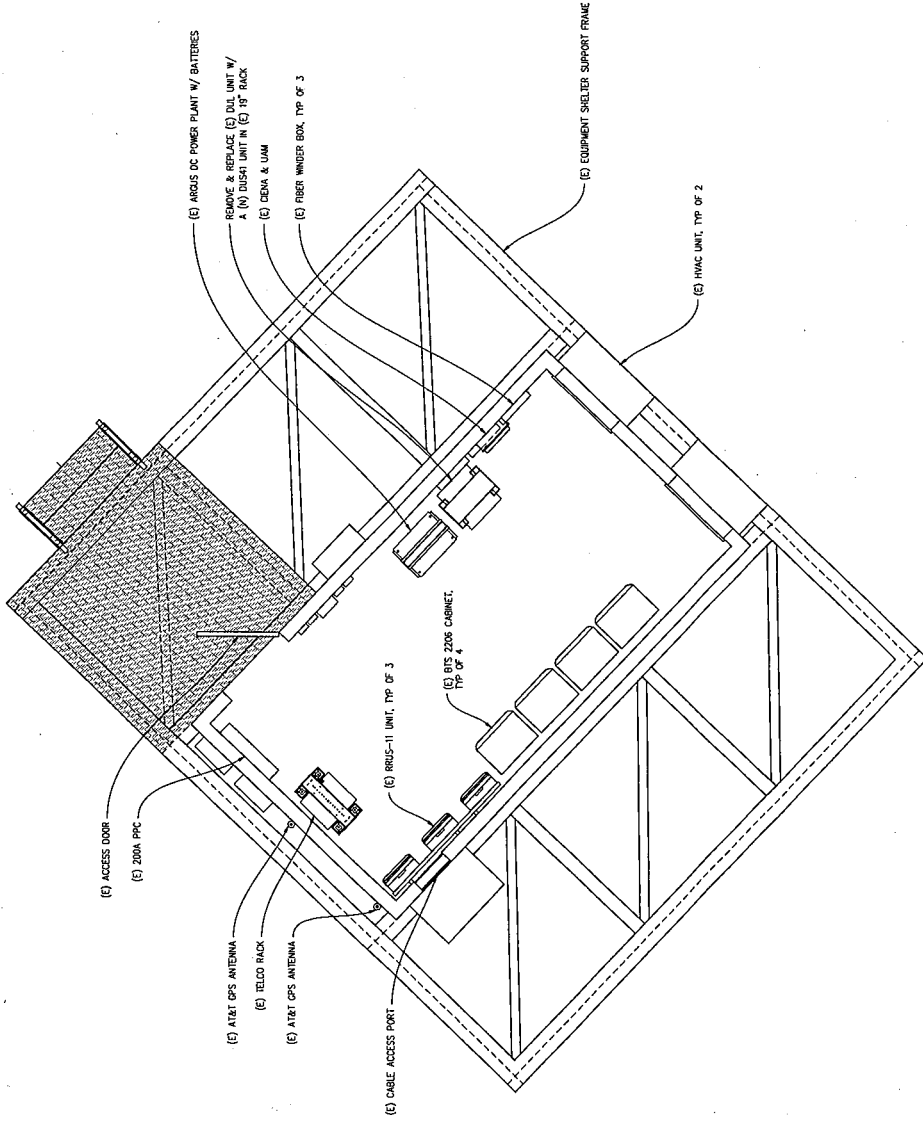 (E) ARGUS DC POWER PLANT W/ BATTERIES
REMOVE & REPLACE (E) DUL UNIT W/
A (N) DUS41 UNIT IN (E) 19" RACK
(E) CIENA & UAM
(E) FIBER WINDER BOX, TYP OF 3
(E) EQUIPMENT SHELTER SUPPORT FRAME
(E) HVAC UNIT, TYP OF 2
(E) ACCESS DOOR
(E) 200A PPC
(E) AT&T GPS ANTENNA
(E) TELCO RACK
(E) AT&T GPS ANTENNA
(E) CABLE ACCESS PORT
(E) RRUS-11 UNIT, TYP OF 3
(E) BTS 2206 CABINET,
TYP OF 4